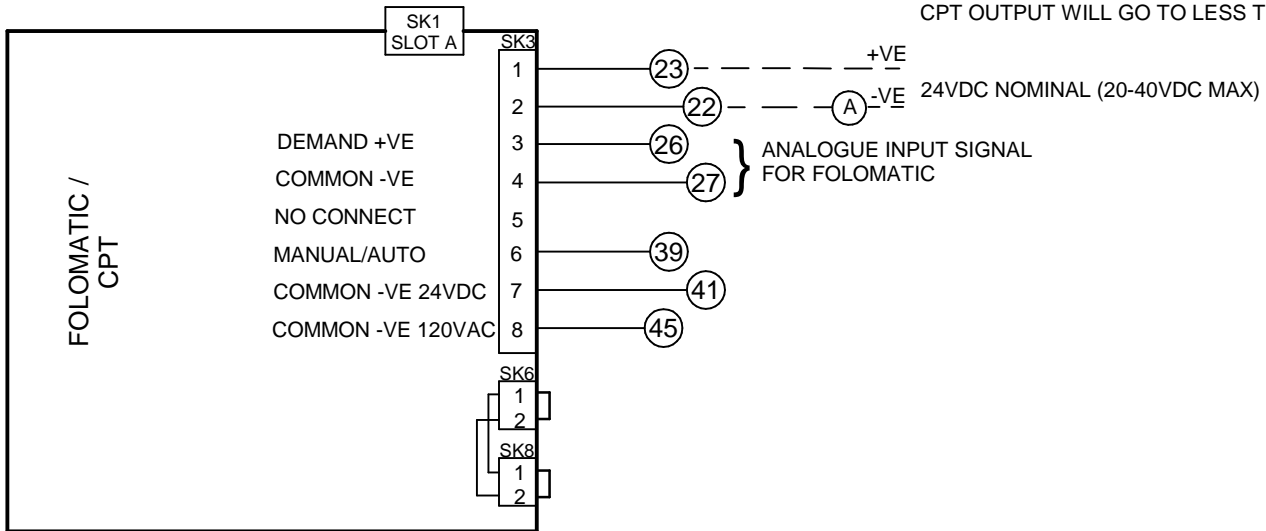 CPT OUTPUT WILL GO TO LESS T
SK1
SLOT A
SK3
1
23
+VE
2
22
A
-VE
24VDC NOMINAL (20-40VDC MAX)
DEMAND +VE
3
26
ANALOGUE INPUT SIGNAL
FOR FOLOMATIC
COMMON -VE
4
27
NO CONNECT
5
MANUAL/AUTO
6
39
COMMON -VE 24VDC
7
41
COMMON -VE 120VAC
8
45
FOLOMATIC /
CPT
SK6
1
2
SK8
1
2